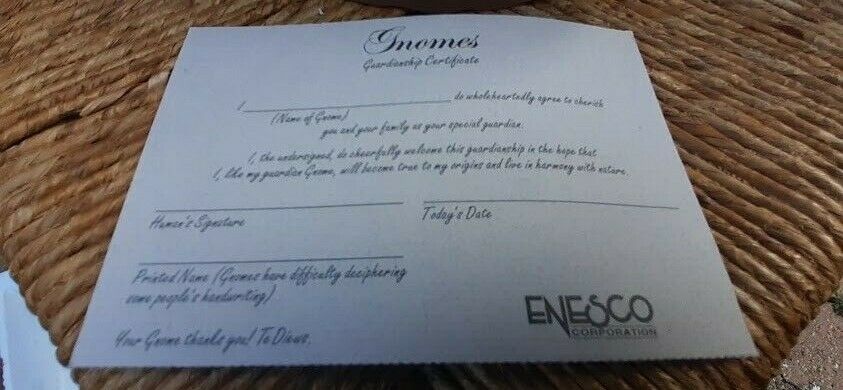 Gnomes
Guardianship Certificate
I do wholeheartedly agree to cherish
(Name of Gnome)
you and your family as your special guardian.
I, the undersigned, do cheerfully welcome this guardianship in the hope that
I, like my guardian Gnome, will become true to my origins and live in harmony with nature.
Human's Signature
Today's Date
Printed Name (Gnomes have difficulty deciphering
some people's handwriting)
Your Gnome thanks you! Te Diews.
ENESCO
CORPORATION